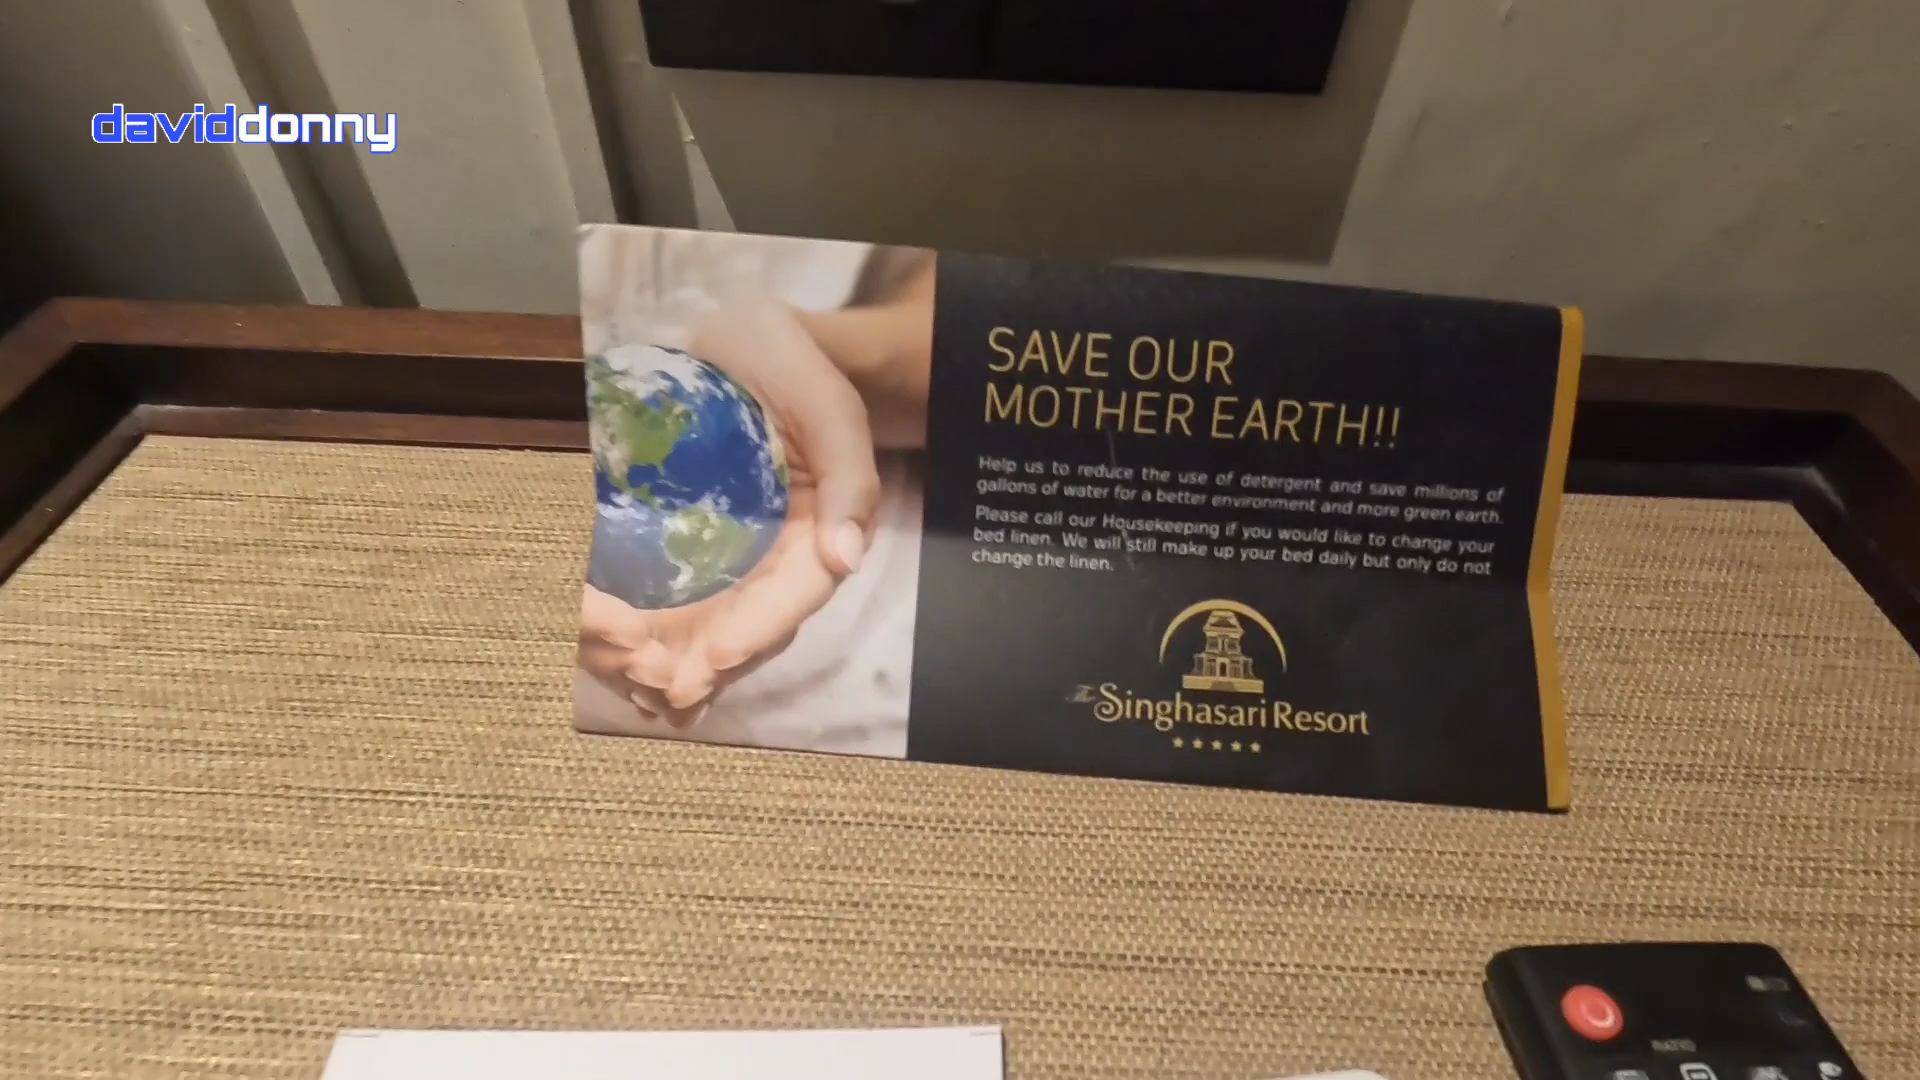 daviddonny
SAVE OUR
MOTHER EARTH!!
Help us to reduce the use of detergent and save millions of
gallons of water for a better environment and more green earth.
Please call our Housekeeping if you would like to change your
bed linen. We will still make up your bed daily but only do not
change the linen.
The Singhasari Resort
RATIO